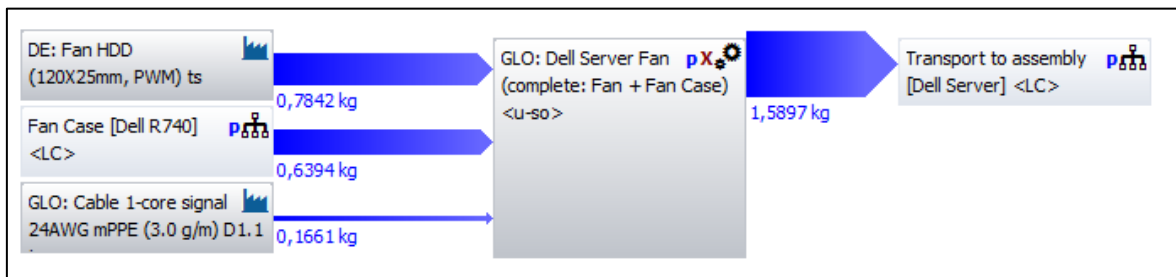 DE: Fan HDD
(120X25mm, PWM) ts
0,7842 kg
Fan Case [Dell R740] p
<LC>
0,6394 kg
GLO: Cable 1-core signal
24AWG mPPE (3.0 g/m) D1.1
0,1661 kg
GLO: Dell Server Fan pX
(complete: Fan + Fan Case)
<u-so>
1,5897 kg
Transport to assembly p
[Dell Server] <LC>